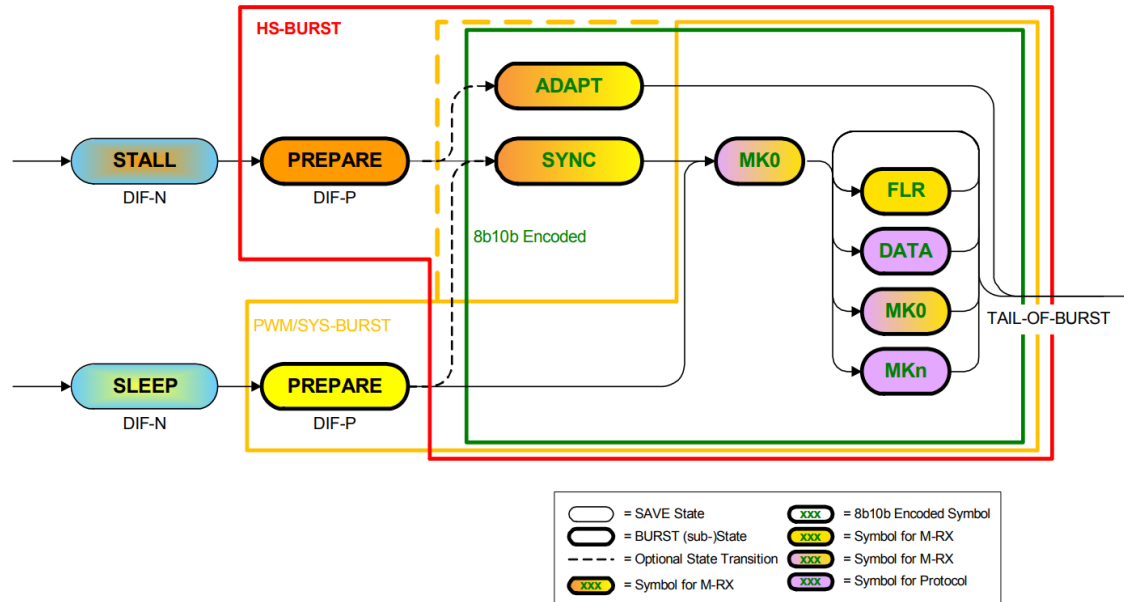 HS-BURST
ADAPT
STALL
PREPARE
SYNC
MK0
DIF-N
DIF-P
FLR
8b10b Encoded
DATA
MK0
PWM/SYS-BURST
TAIL-OF-BURST
SLEEP
PREPARE
MKn
DIF-N
DIF-P
= SAVE State
= BURST (sub-)State
= Optional State Transition
xxx = Symbol for M-RX
xxx = 8b10b Encoded Symbol
xxx = Symbol for M-RX
xxx = Symbol for M-RX
xxx = Symbol for Protocol